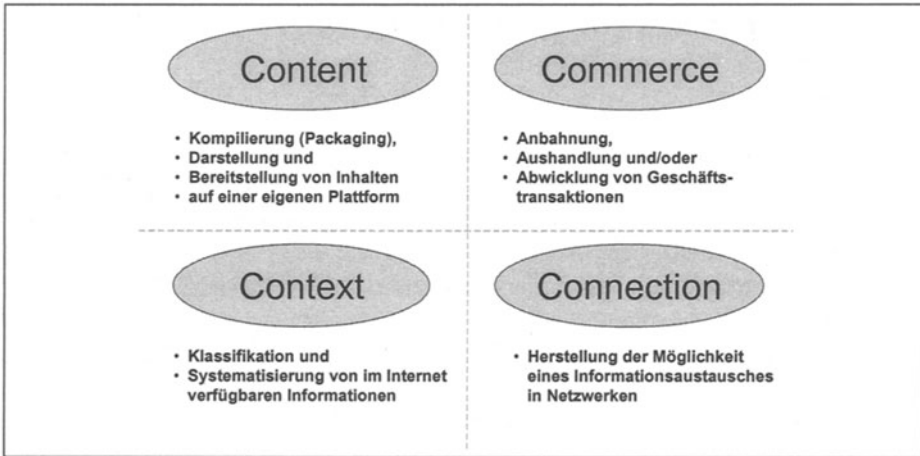 Content
• Kompilierung (Packaging),
• Darstellung und
• Bereitstellung von Inhalten
• auf einer eigenen Plattform
Commerce
• Anbahnung,
• Aushandlung und/oder
• Abwicklung von Geschäfts-
transaktionen
Context
• Klassifikation und
• Systematisierung von im Internet
verfügbaren Informationen
Connection
• Herstellung der Möglichkeit
eines Informationsaustausches
in Netzwerken